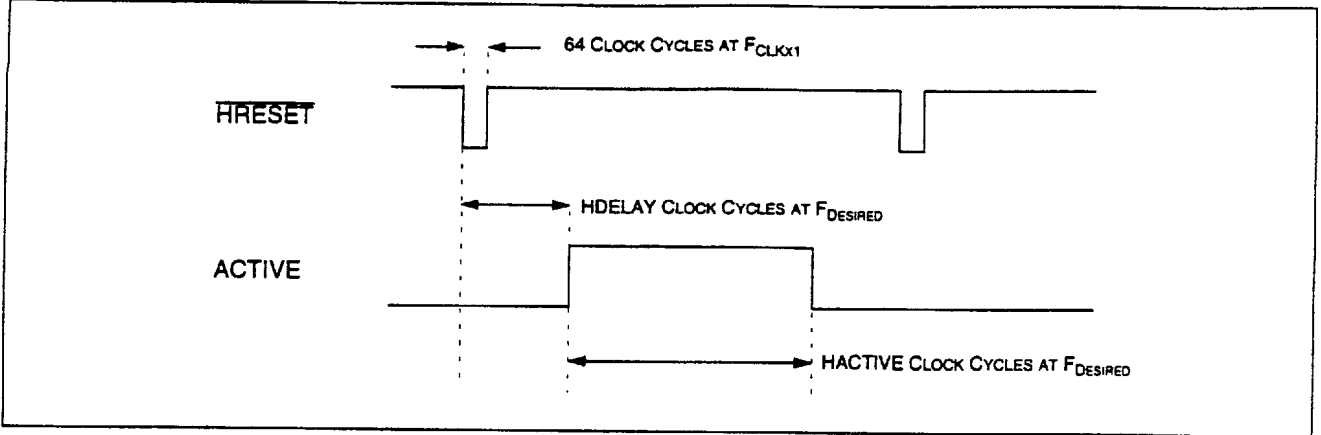 64 CLOCK CYCLES AT FCLKx1
HRESET
HDELAY CLOCK CYCLES AT FDESIRED
ACTIVE
HACTIVE CLOCK CYCLES AT FDESIRED